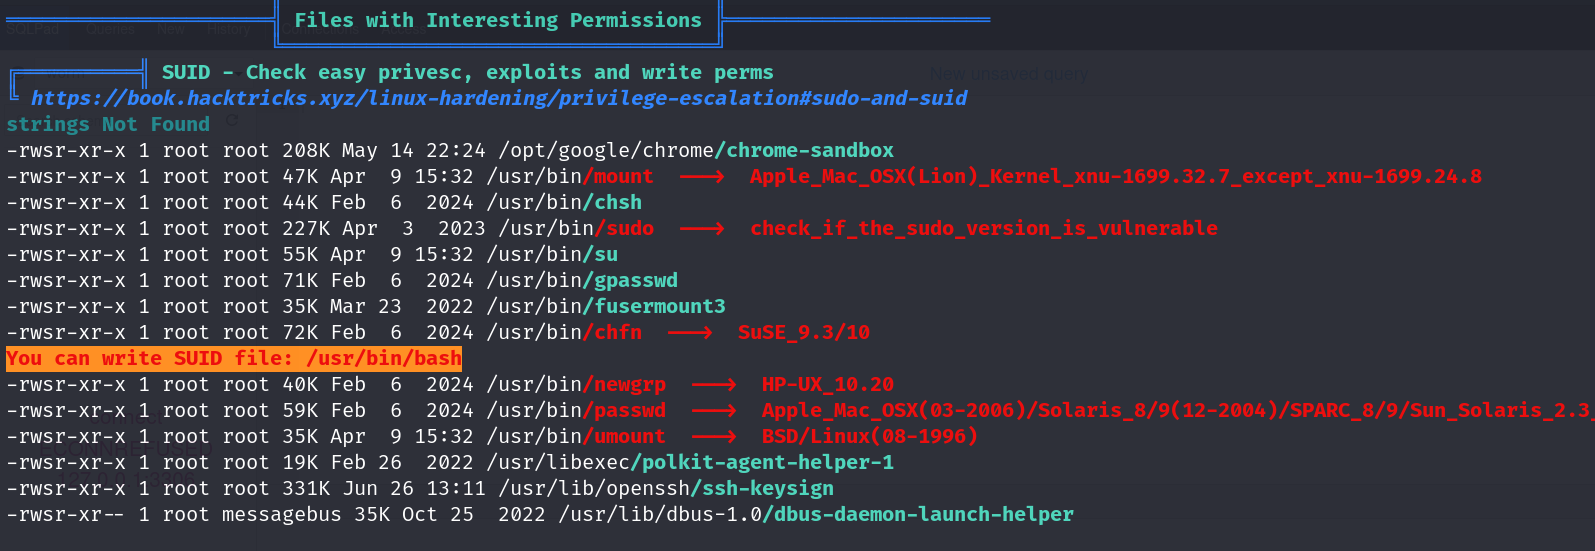 SQLPad Queries New History Connections Access
Files with Interesting Permissions
SUID - Check easy privesc, exploits and write perms
New unsaved query
https://book.hacktricks.xyz/linux-hardening/privilege-escalation#sudo-and-suid
strings Not Found
-rwsr-xr-x 1 root root 208K May 14 22:24 /opt/google/chrome/chrome-sandbox
-rwsr-xr-x 1 root root 47K Apr  9 15:32 /usr/bin/mount  --->  Apple_Mac_OSX(Lion)_Kernel_xnu-1699.32.7_except_xnu-1699.24.8
-rwsr-xr-x 1 root root 44K Feb  6  2024 /usr/bin/chsh
-rwsr-xr-x 1 root root 227K Apr  3  2023 /usr/bin/sudo  --->  check_if_the_sudo_version_is_vulnerable
-rwsr-xr-x 1 root root 55K Apr  9 15:32 /usr/bin/su
-rwsr-xr-x 1 root root 71K Feb  6  2024 /usr/bin/gpasswd
-rwsr-xr-x 1 root root 35K Mar 23  2022 /usr/bin/fusermount3
-rwsr-xr-x 1 root root 72K Feb  6  2024 /usr/bin/chfn  --->  SuSE_9.3/10
You can write SUID file: /usr/bin/bash
-rwsr-xr-x 1 root root 40K Feb  6  2024 /usr/bin/newgrp  --->  HP-UX_10.20
-rwsr-xr-x 1 root root 59K Feb  6  2024 /usr/bin/passwd  --->  Apple_Mac_OSX(03-2006)/Solaris_8/9(12-2004)/SPARC_8/9/Sun_Solaris_2.3_
connect
-rwsr-xr-x 1 root root 35K Apr  9 15:32 /usr/bin/umount  --->  BSD/Linux(08-1996)
ECONNREFUSED
-rwsr-xr-x 1 root root 19K Feb 26  2022 /usr/libexec/polkit-agent-helper-1
-rwsr-xr-x 1 root root 331K Jun 26 13:11 /usr/lib/openssh/ssh-keysign
-rwsr-xr-- 1 root messagebus 35K Oct 25  2022 /usr/lib/dbus-1.0/dbus-daemon-launch-helper